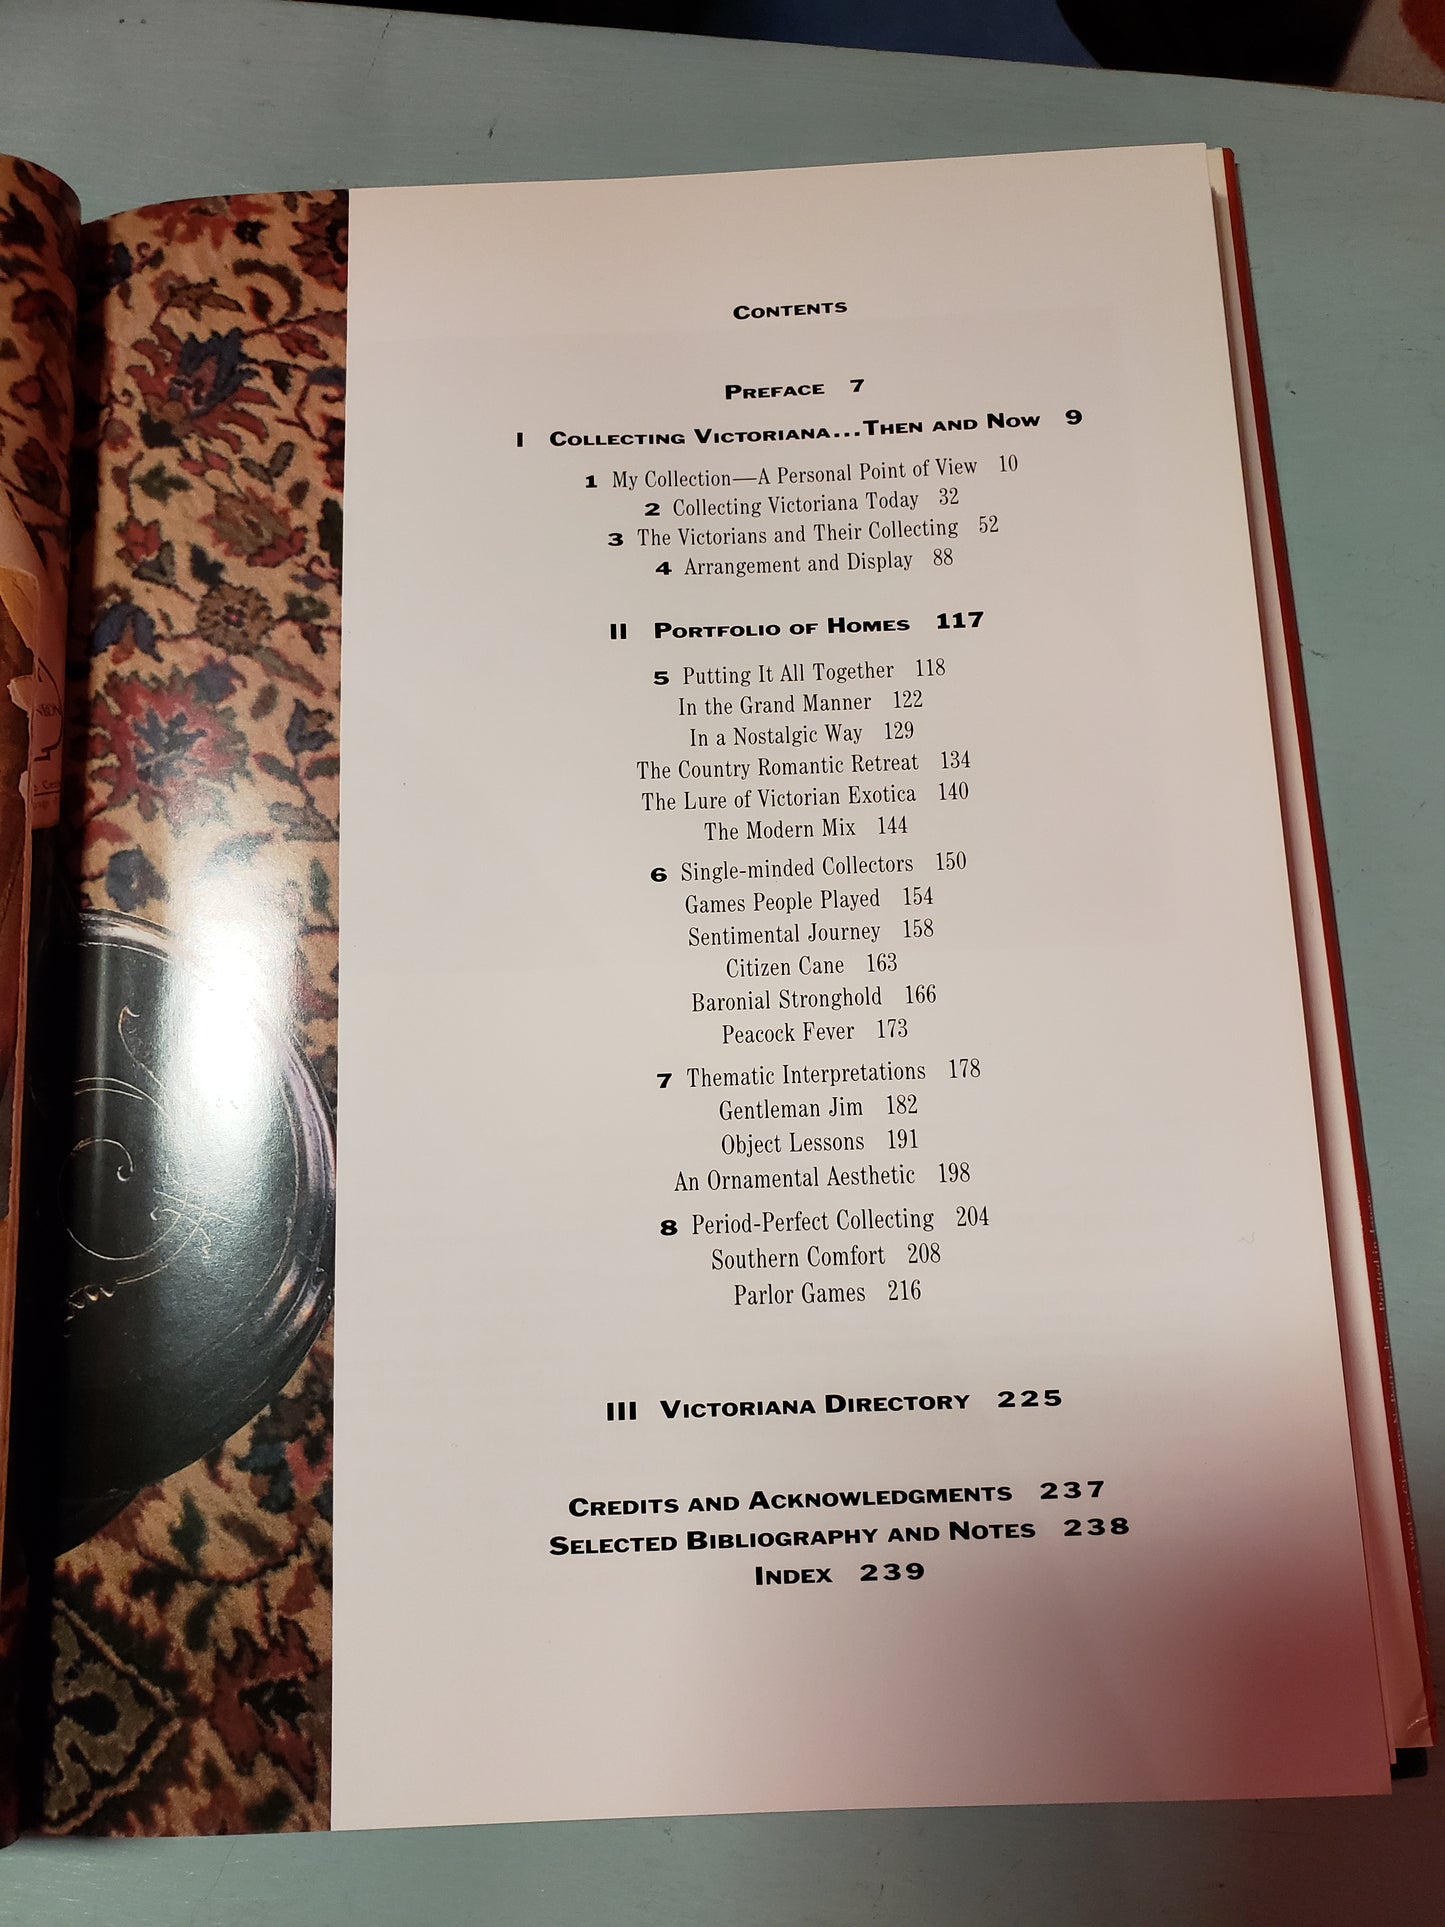 CONTENTS
PREFACE 7
I COLLECTING VICTORIANA...THEN AND NOW 9
1 My Collection—A Personal Point of View 10
2 Collecting Victoriana Today 32
3 The Victorians and Their Collecting 52
4 Arrangement and Display 88
II PORTFOLIO OF HOMES 117
5 Putting It All Together 118
In the Grand Manner 122
In a Nostalgic Way 129
The Country Romantic Retreat 134
The Lure of Victorian Exotica 140
The Modern Mix 144
6 Single-minded Collectors 150
Games People Played 154
Sentimental Journey 158
Citizen Cane 163
Baronial Stronghold 166
Peacock Fever 173
7 Thematic Interpretations 178
Gentleman Jim 182
Object Lessons 191
An Ornamental Aesthetic 198
8 Period-Perfect Collecting 204
Southern Comfort 208
Parlor Games 216
III VICTORIANA DIRECTORY 225
CREDITS AND ACKNOWLEDGMENTS 237
SELECTED BIBLIOGRAPHY AND NOTES 238
INDEX 239